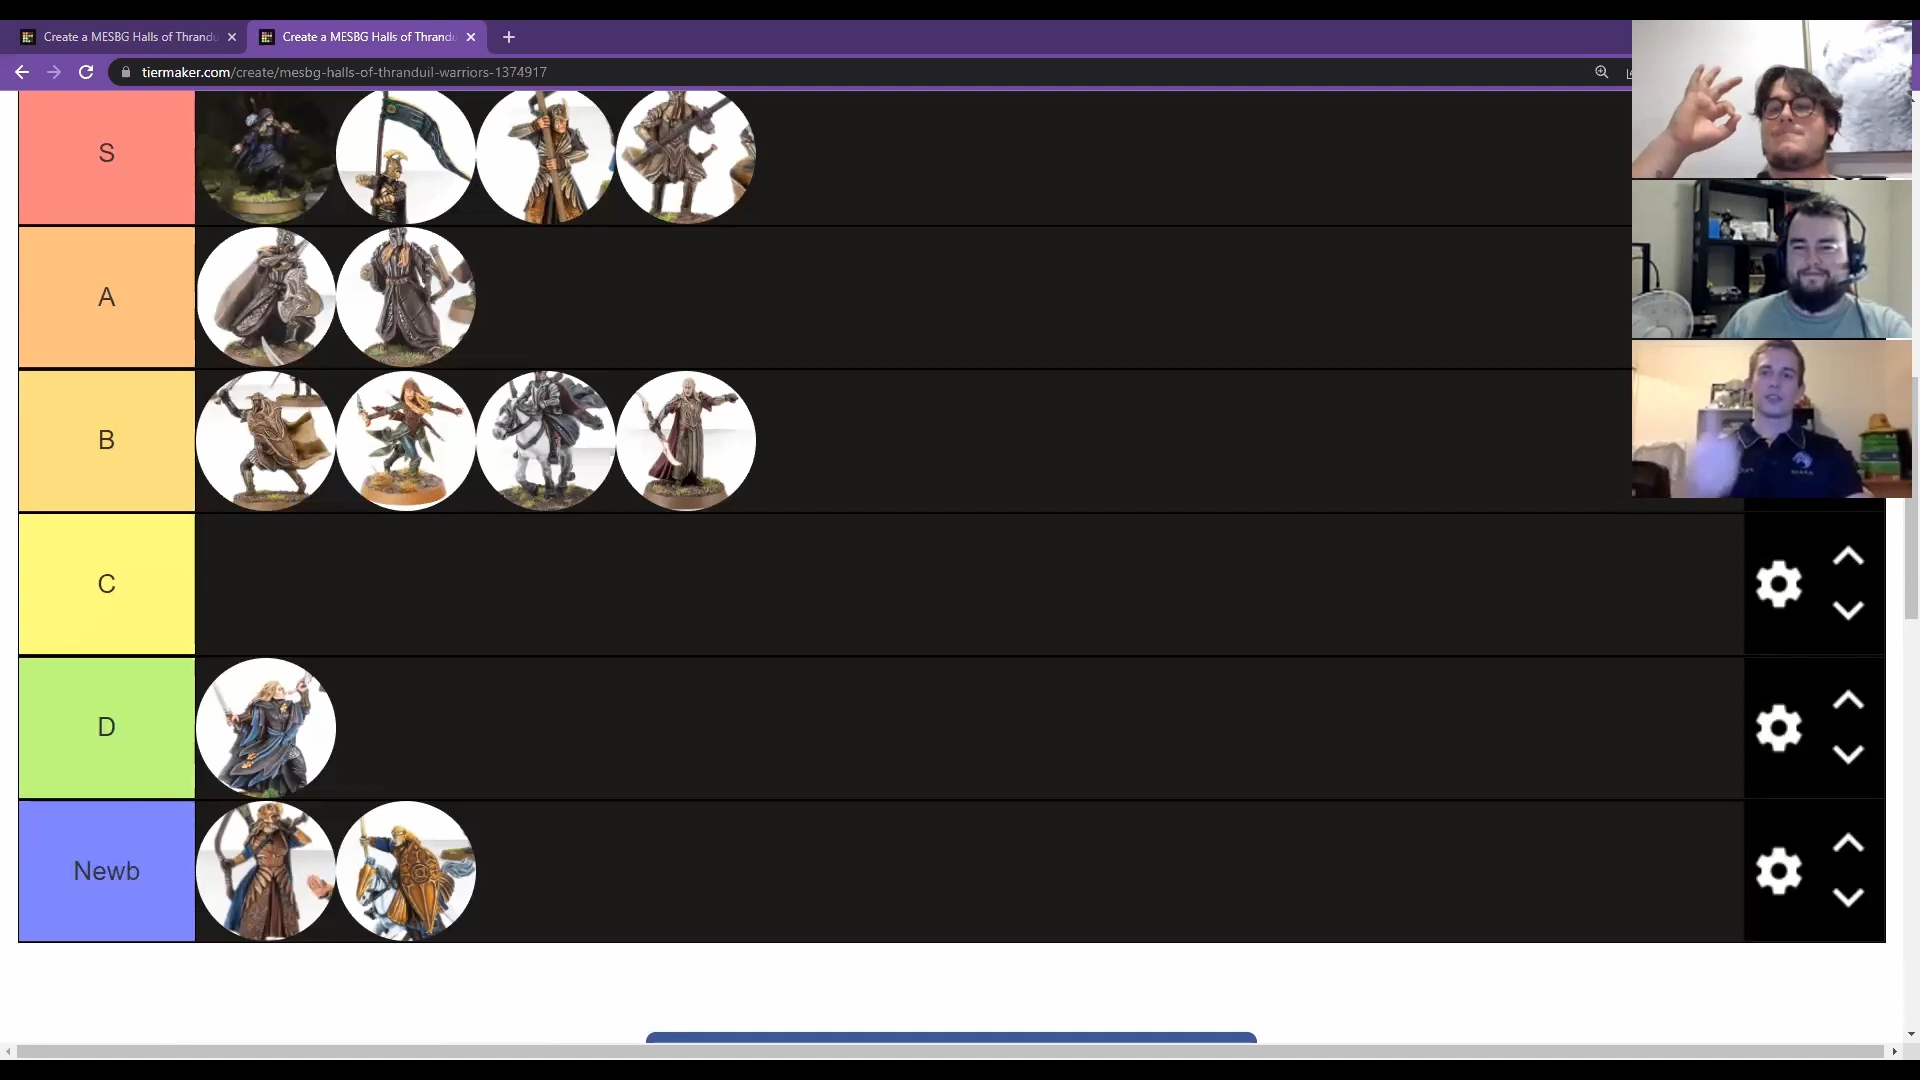 Create a MESBG Halls of Thrandu
Create a MESBG Halls of Thrandu
tiermaker.com/create/mesbg-halls-of-thranduil-warriors-1374917
S
A
B
C
D
Newb